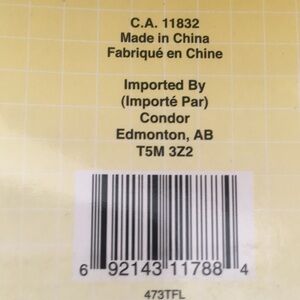 C.A. 11832
Made in China
Fabriqué en Chine
Imported By
(Importé Par)
Condor
Edmonton, AB
T5M 3Z2
6 92143 11788 4
473TFL